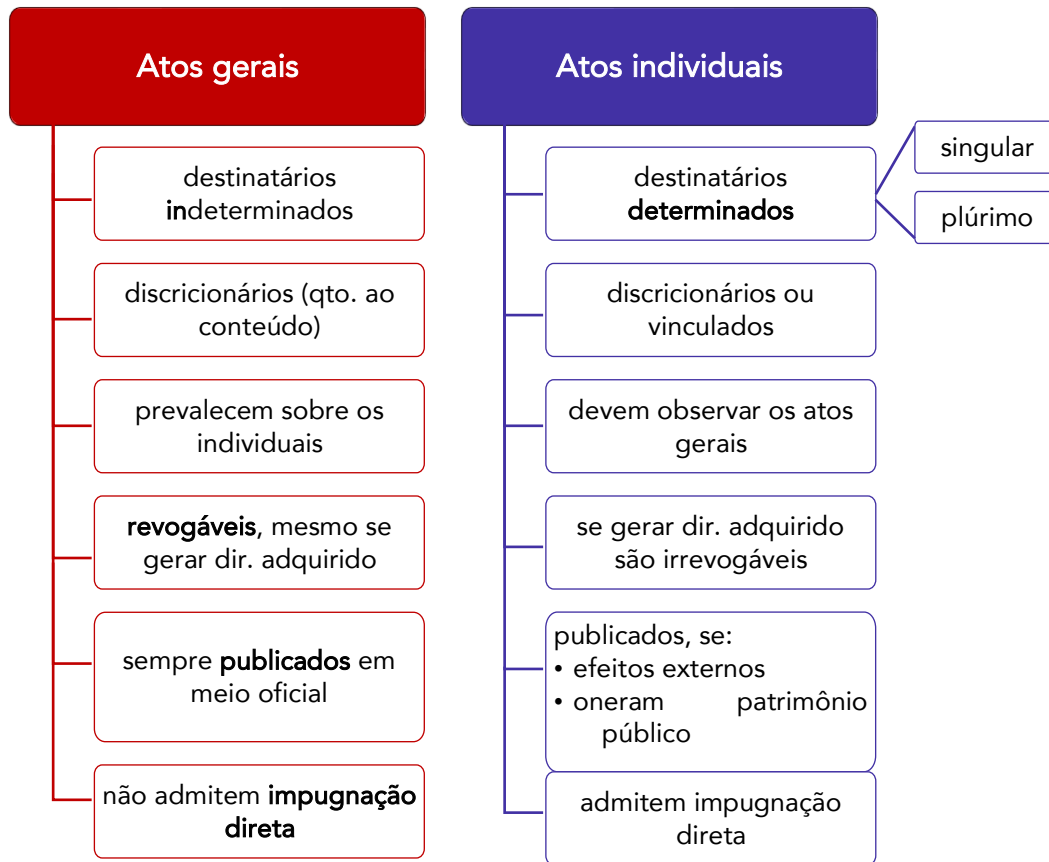 Atos gerais
destinatários
indeterminados
discricionários (qto. ao
conteúdo)
prevalecem sobre os
individuais
revogáveis, mesmo se
gerar dir. adquirido
sempre publicados em
meio oficial
não admitem impugnação
direta
Atos individuais
destinatários
determinados
singular
plúrimo
discricionários ou
vinculados
devem observar os atos
gerais
se gerar dir. adquirido
são irrevogáveis
publicados, se:
• efeitos externos
• oneram patrimônio
público
admitem impugnação
direta